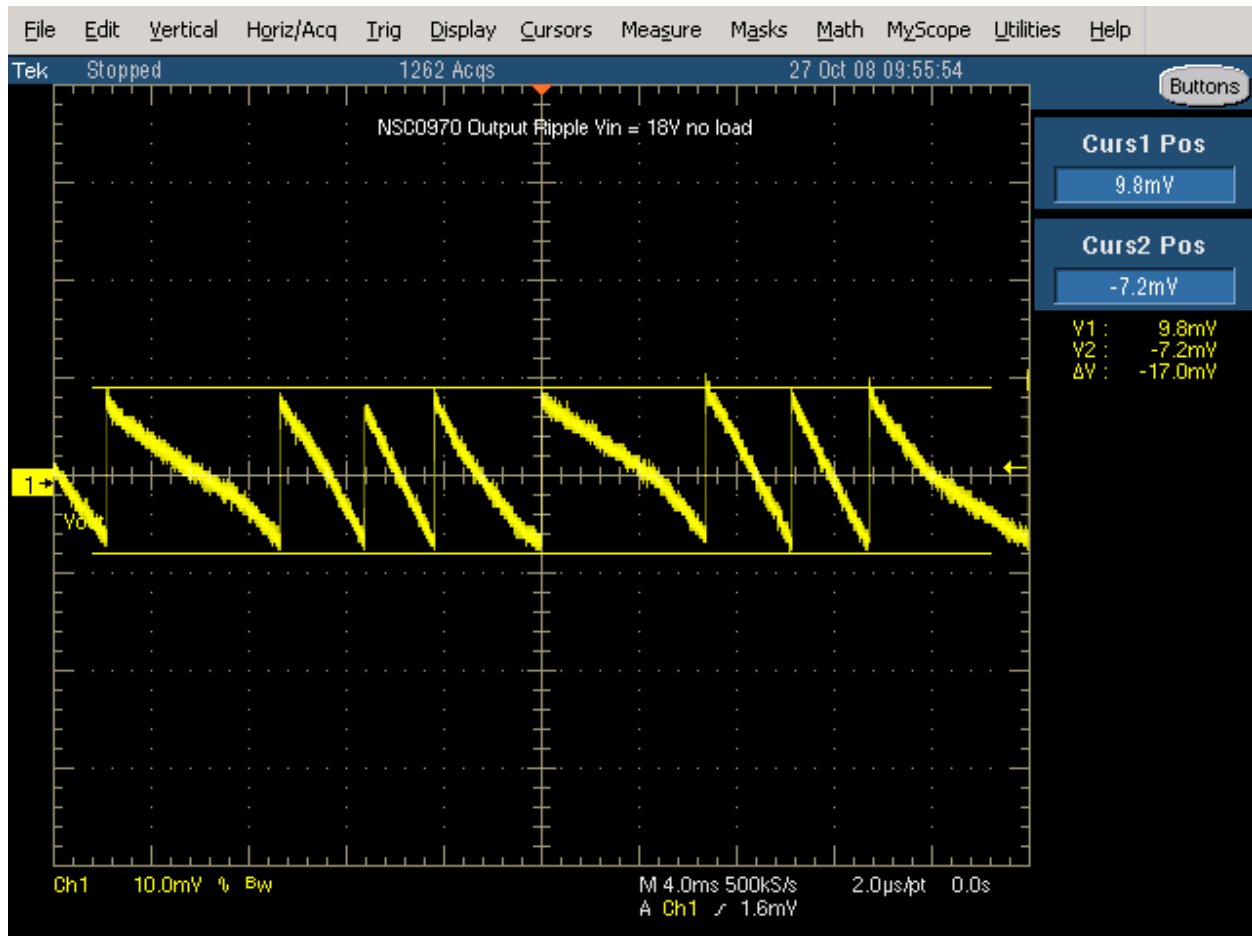 File Edit Vertical Horiz/Acq Trig Display Cursors Measure Masks Math MyScope Utilities Help
Tek Stopped 1262 Acqs 27 Oct 08 09:55:54
Buttons
NSC0970 Output Ripple Vin = 18V no load
Curs1 Pos
9.8mV
Curs2 Pos
-7.2mV
V1 : 9.8mV
V2 : -7.2mV
ΔV : -17.0mV
1
Ch1 10.0mV Bw
M 4.0ms 500kS/s 2.0µs/pt 0.0s
A Ch1 1.6mV